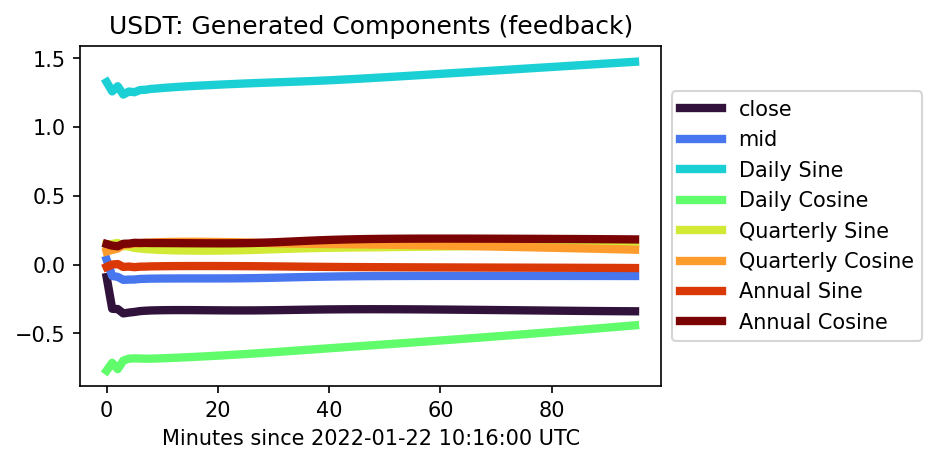 USDT: Generated Components (feedback)
1.5
1.0
0.5
0.0
−0.5
0
20
40
60
80
Minutes since 2022-01-22 10:16:00 UTC
close
mid
Daily Sine
Daily Cosine
Quarterly Sine
Quarterly Cosine
Annual Sine
Annual Cosine